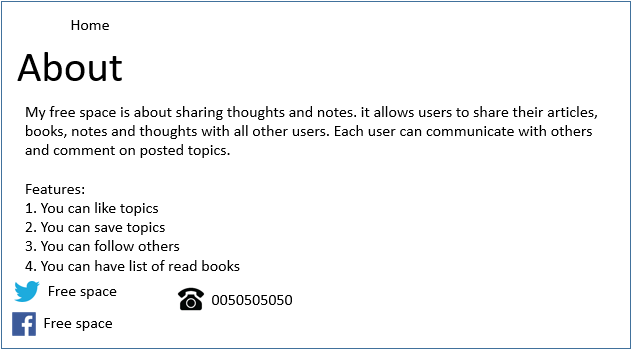 Home
About
My free space is about sharing thoughts and notes. it allows users to share their articles,
books, notes and thoughts with all other users. Each user can communicate with others
and comment on posted topics.
Features:
1. You can like topics
2. You can save topics
3. You can follow others
4. You can have list of read books
Free space
0050505050
Free space